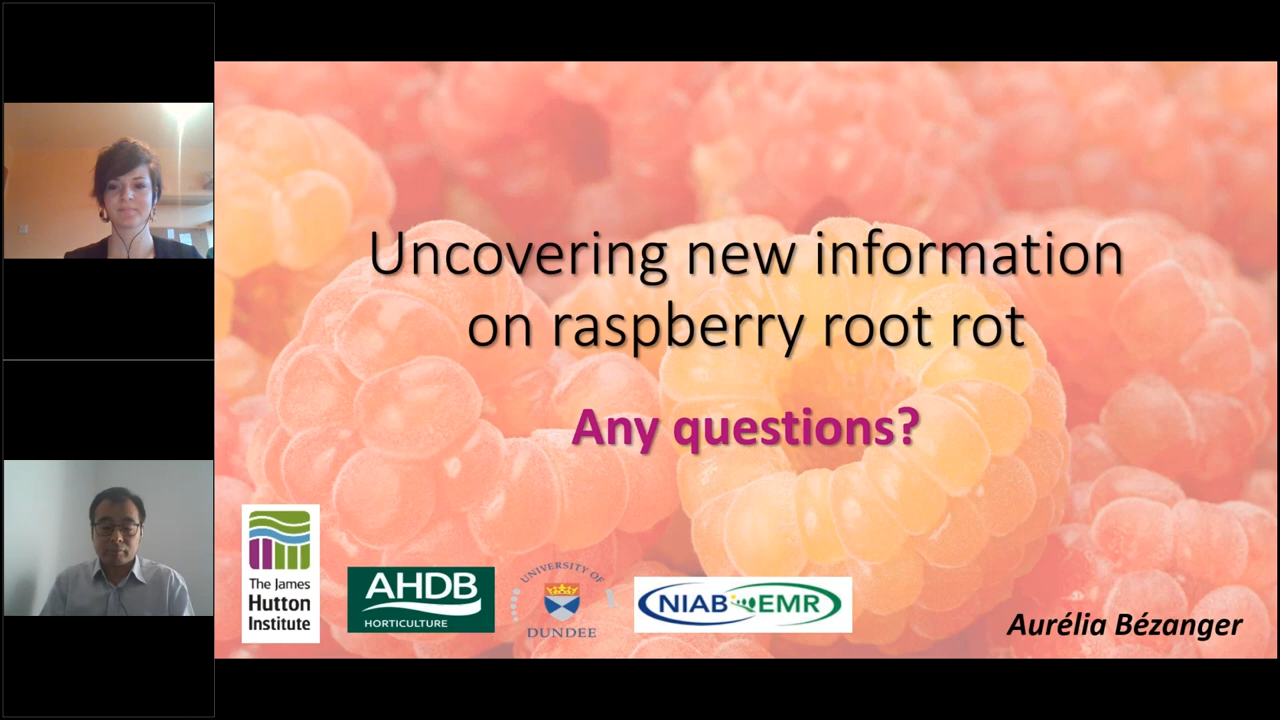 Uncovering new information
on raspberry root rot
Any questions?
The James
Hutton
Institute
AHDB
HORTICULTURE
UNIVERSITY OF
DUNDEE
NIAB EMR
Aurélia Bézanger